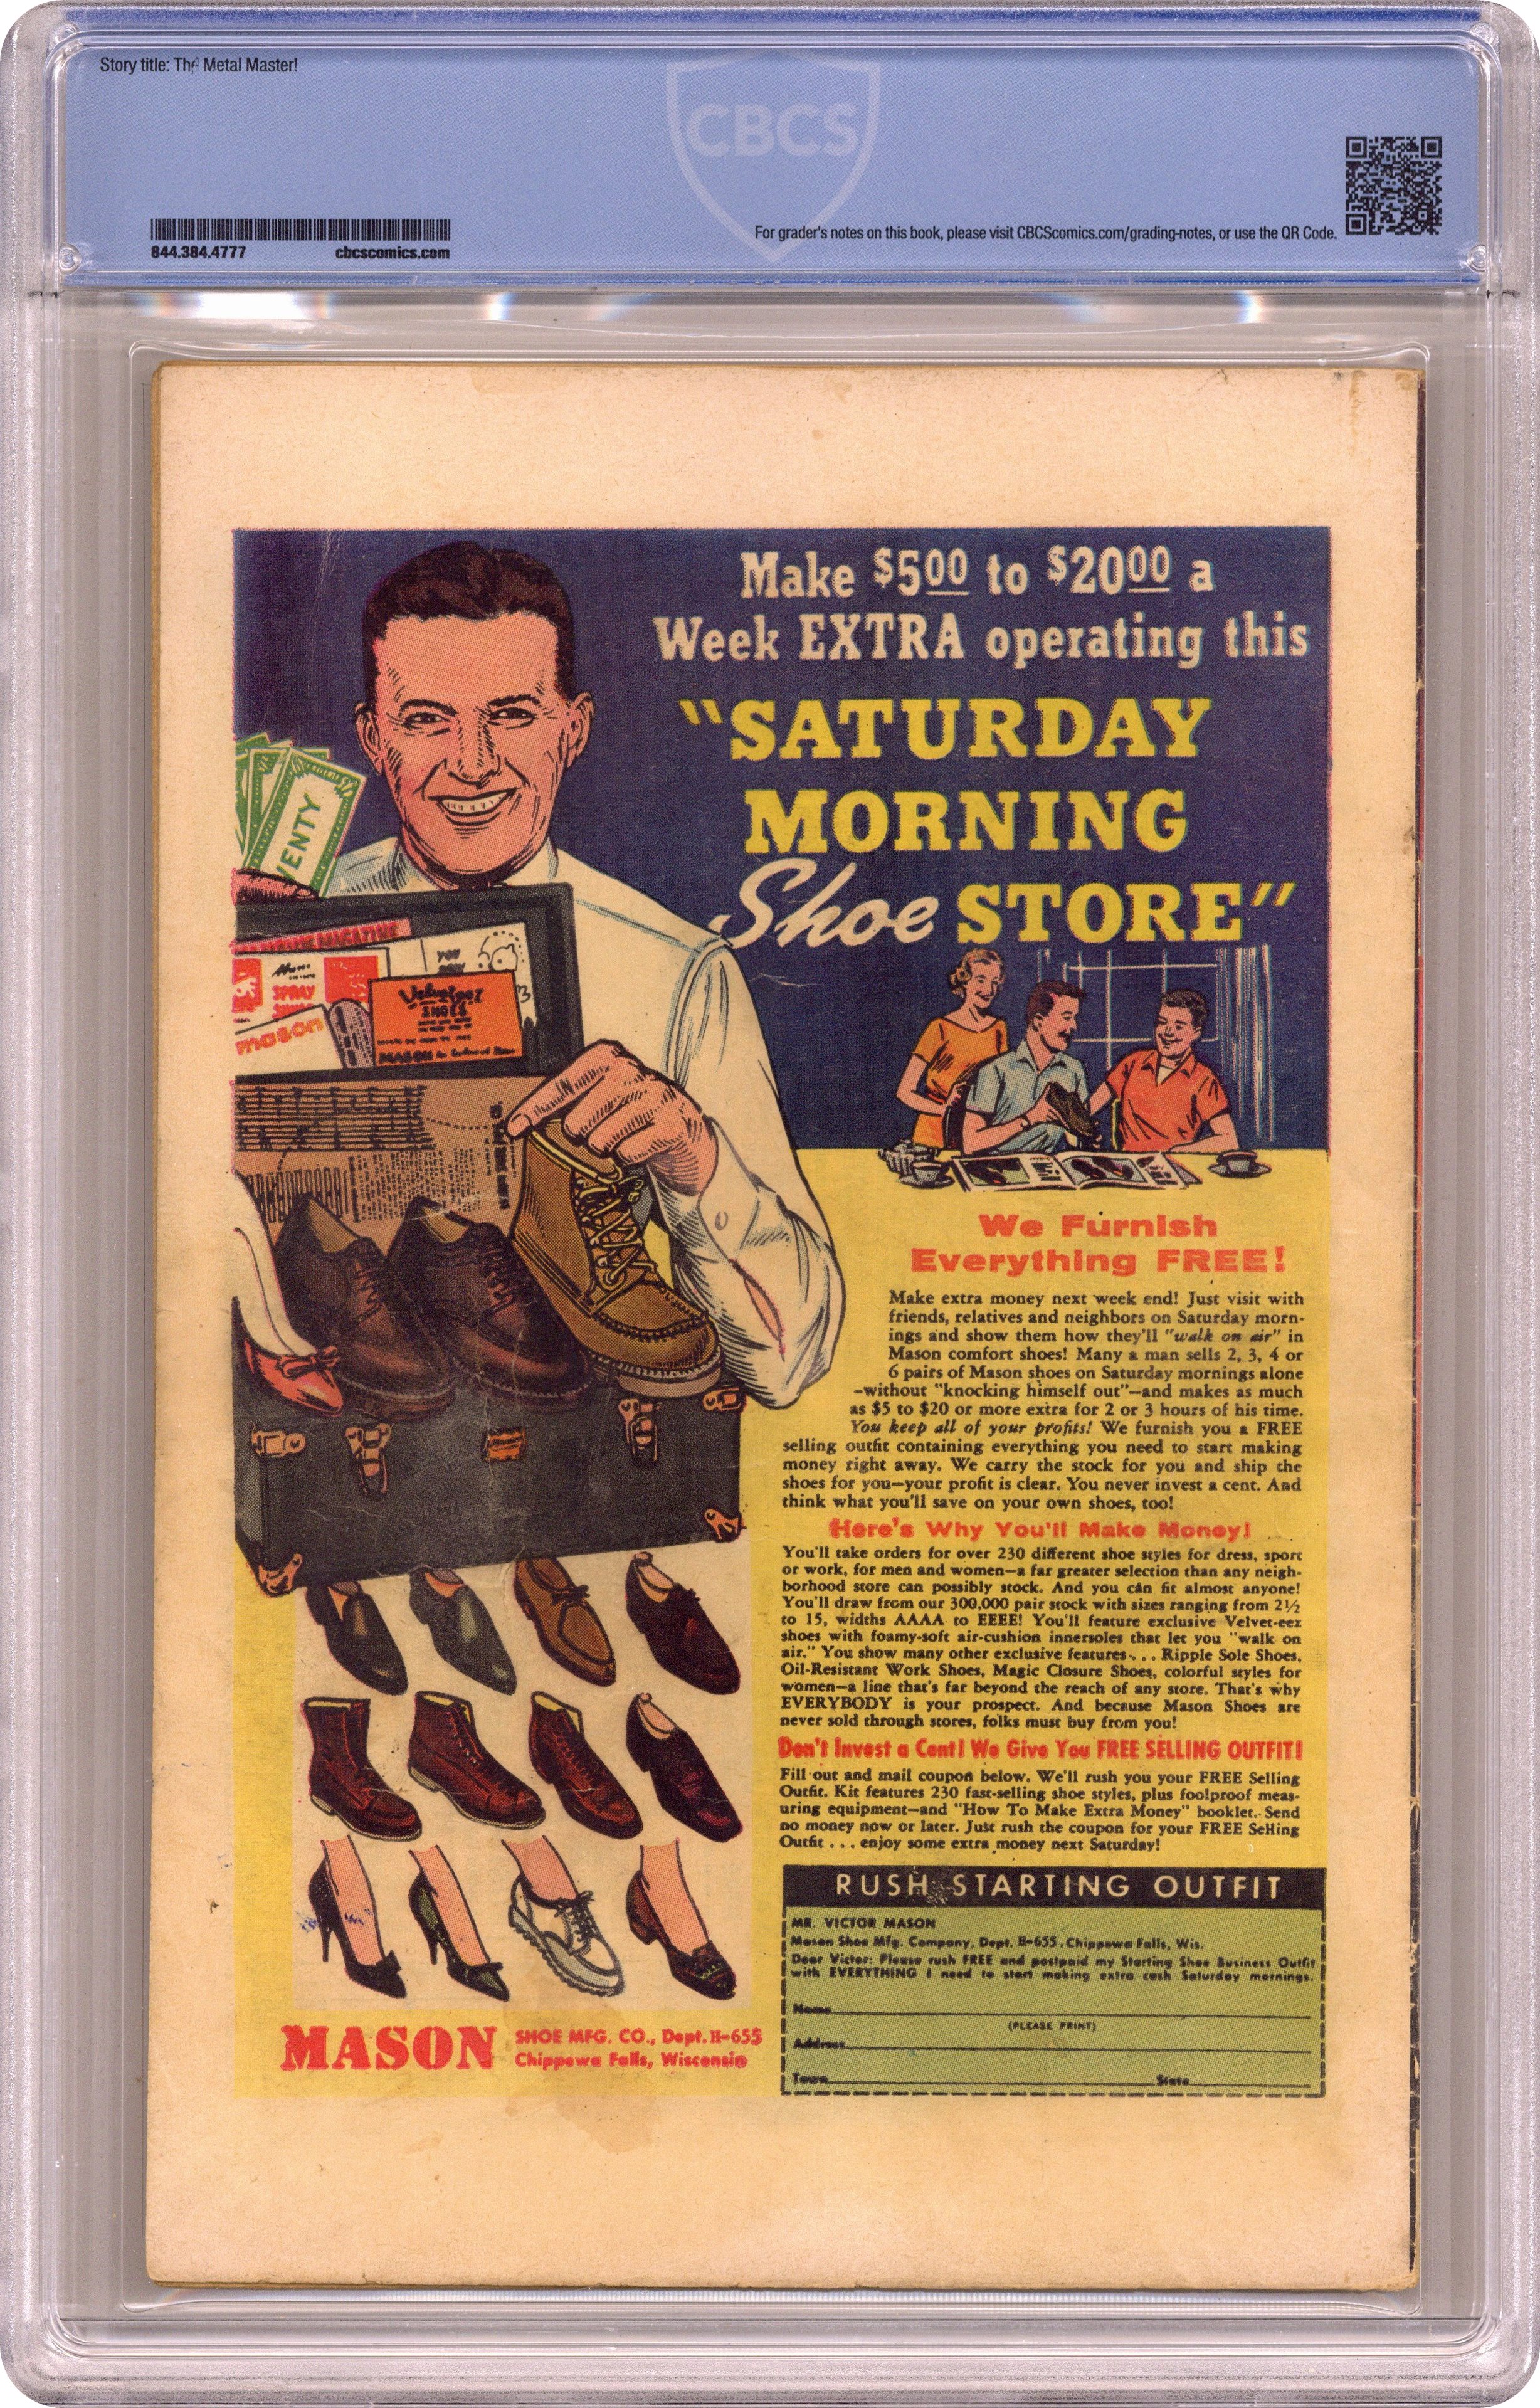 Story title: The Metal Master!
CBCS
844.384.4777 cbcscomics.com
For grader's notes on this book, please visit CBCScomics.com/grading-notes, or use the QR Code.
Make $500 to $2000 a
Week EXTRA operating this
"SATURDAY
MORNING
Shoe STORE"
VENTY
MAGAZINE
YOU
SPRAY
mason
Velvet-eez
SHOES
MASON
We Furnish
Everything FREE!
Make extra money next week end! Just visit with
friends, relatives and neighbors on Saturday morn-
ings and show them how they'll "walk on air" in
Mason comfort shoes! Many a man sells 2, 3, 4 or
6 pairs of Mason shoes on Saturday mornings alone
—without "knocking himself out"—and makes as much
as $5 to $20 or more extra for 2 or 3 hours of his time.
You keep all of your profits! We furnish you a FREE
selling outfit containing everything you need to start making
money right away. We carry the stock for you and ship the
shoes for you—your profit is clear. You never invest a cent. And
think what you'll save on your own shoes, too!
Here's Why You'll Make Money!
You'll take orders for over 230 different shoe styles for dress, sport
or work, for men and women—a far greater selection than any neigh-
borhood store can possibly stock. And you can fit almost anyone!
You'll draw from our 300,000 pair stock with sizes ranging from 2½
to 15, widths AAAA to EEEE! You'll feature exclusive Velvet-eez
shoes with foamy-soft air-cushion innersoles that let you "walk on
air." You show many other exclusive features . . . Ripple Sole Shoes,
Oil-Resistant Work Shoes, Magic Closure Shoes, colorful styles for
women—a line that's far beyond the reach of any store. That's why
EVERYBODY is your prospect. And because Mason Shoes are
never sold through stores, folks must buy from you!
Don't Invest a Cent! We Give You FREE SELLING OUTFIT!
Fill out and mail coupon below. We'll rush you your FREE Selling
Outfit. Kit features 230 fast-selling shoe styles, plus foolproof meas-
uring equipment—and "How To Make Extra Money" booklet. Send
no money now or later. Just rush the coupon for your FREE Selling
Outfit . . . enjoy some extra money next Saturday!
RUSH STARTING OUTFIT
MR. VICTOR MASON
Mason Shoe Mfg. Company, Dept. H-655, Chippewa Falls, Wis.
Dear Victor: Please rush FREE and postpaid my Starting Shoe Business Outfit
with EVERYTHING I need to start making extra cash Saturday mornings.
Name
(PLEASE PRINT)
Address
Town State
MASON SHOE MFG. CO., Dept. H-655
Chippewa Falls, Wisconsin